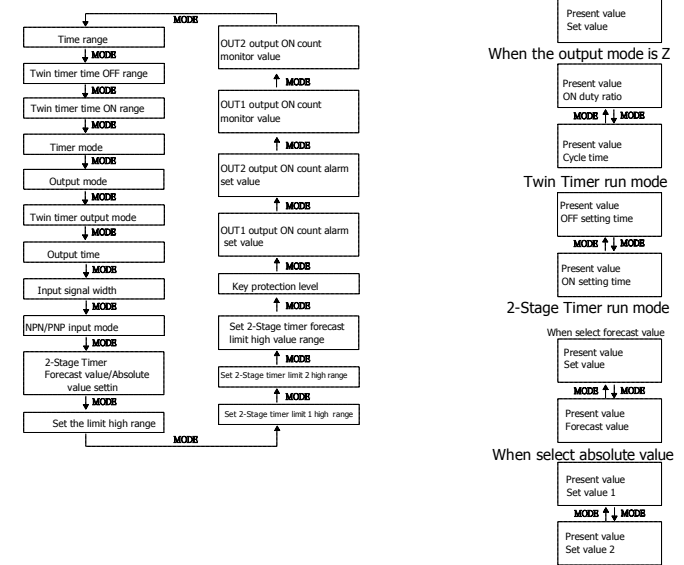 MODE
Time range
MODE
Twin timer time OFF range
MODE
Twin timer time ON range
MODE
Timer mode
MODE
Output mode
MODE
Twin timer output mode
MODE
Output time
MODE
Input signal width
MODE
NPN/PNP input mode
MODE
2-Stage Timer
Forecast value/Absolute
value settin
MODE
Set the limit high range
MODE
OUT2 output ON count
monitor value
MODE
OUT1 output ON count
monitor value
MODE
OUT2 output ON count alarm
set value
MODE
OUT1 output ON count alarm
set value
MODE
Key protection level
MODE
Set 2-Stage timer forecast
limit high value range
MODE
Set 2-Stage timer limit 2 high range
MODE
Set 2-Stage timer limit 1 high range
Present value
Set value
When the output mode is Z
Present value
ON duty ratio
MODE MODE
Present value
Cycle time
Twin Timer run mode
Present value
OFF setting time
MODE MODE
Present value
ON setting time
2-Stage Timer run mode
When select forecast value
Present value
Set value
MODE MODE
Present value
Forecast value
When select absolute value
Present value
Set value 1
MODE MODE
Present value
Set value 2